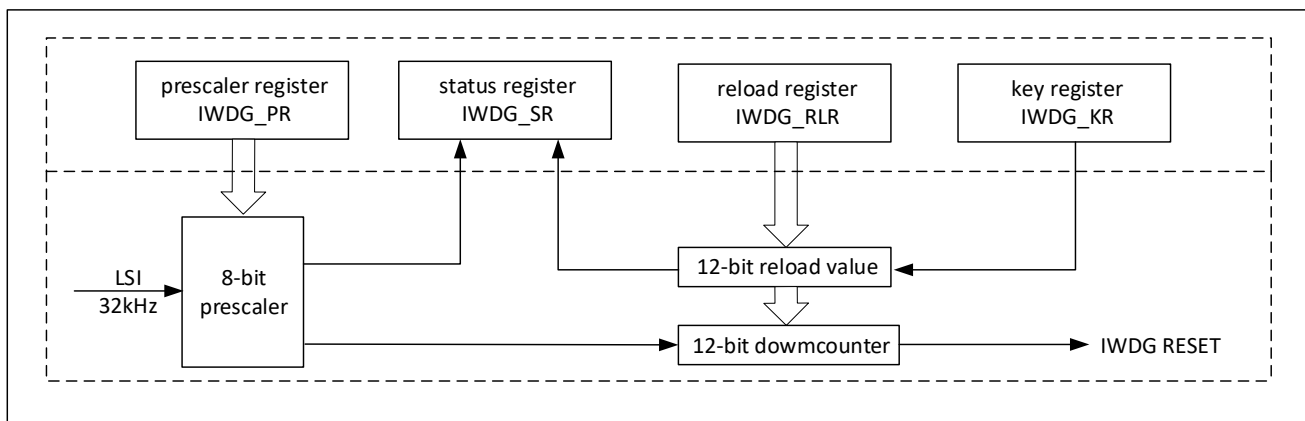 prescaler register
IWDG_PR
status register
IWDG_SR
reload register
IWDG_RLR
key register
IWDG_KR
LSI
32kHz
8-bit
prescaler
12-bit reload value
12-bit dowmcounter
IWDG RESET